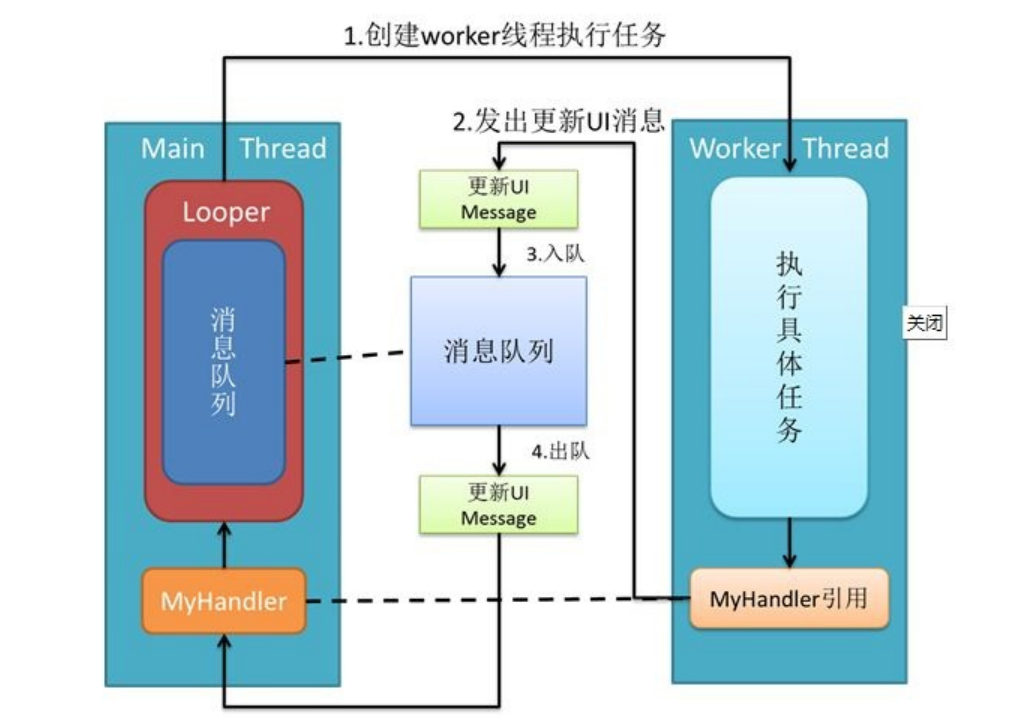 1.创建worker线程执行任务
2.发出更新UI消息
Main Thread
Worker Thread
Looper
更新UI
Message
3.入队
消息队列
消息队列
执行具体任务
关闭
4.出队
更新UI
Message
MyHandler
MyHandler引用